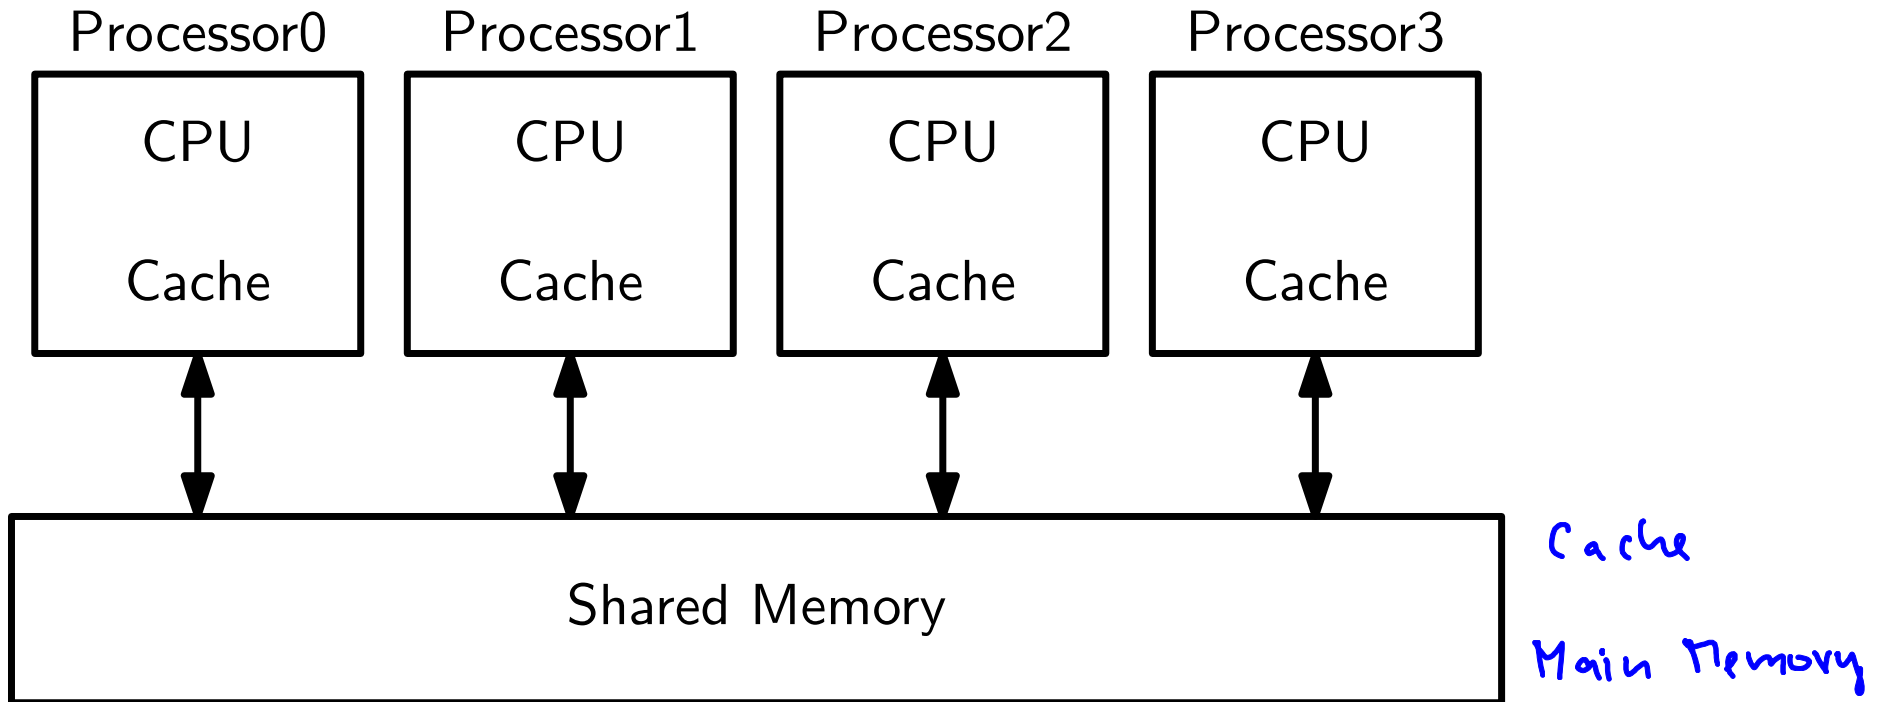 Processor0 Processor1 Processor2 Processor3
CPU CPU CPU CPU
Cache Cache Cache Cache
Cache
Shared Memory
Main Memory